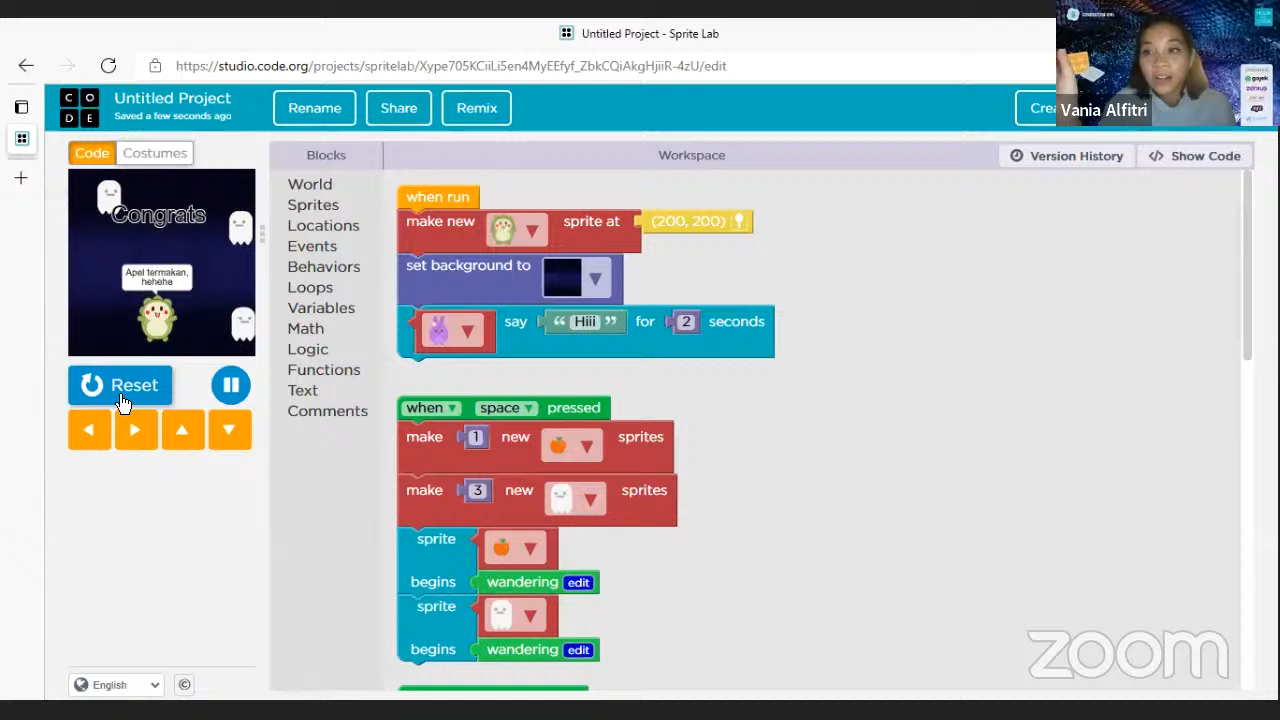 Untitled Project - Sprite Lab
https://studio.code.org/projects/spritelab/Xype705KCiiLi5en4MyEEfyf_ZbkCQiAkgHjiiR-4zU/edit
Vania Alfitri
gojek
zenius
C O
D E
Untitled Project
Saved a few seconds ago
Rename
Share
Remix
Crea
Code
Costumes
Blocks
Workspace
Version History
Show Code
Congrats
Apel termakan,
hehehe
Reset
English
©
World
Sprites
Locations
Events
Behaviors
Loops
Variables
Math
Logic
Functions
Text
Comments
when run
make new sprite at (200, 200)
set background to
say “ Hiii ” for 2 seconds
when space pressed
make 1 new sprites
make 3 new sprites
sprite
begins wandering edit
sprite
begins wandering edit
zoom